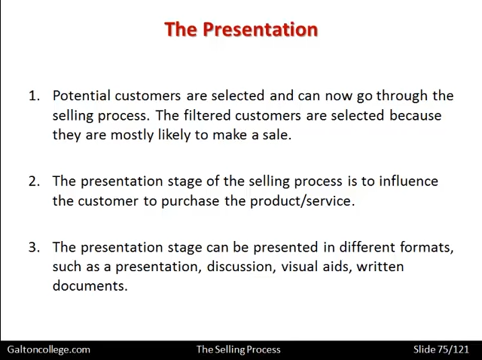 The Presentation
1. Potential customers are selected and can now go through the
selling process. The filtered customers are selected because
they are mostly likely to make a sale.
2. The presentation stage of the selling process is to influence
the customer to purchase the product/service.
3. The presentation stage can be presented in different formats,
such as a presentation, discussion, visual aids, written
documents.
Galtoncollege.com The Selling Process Slide 75/121